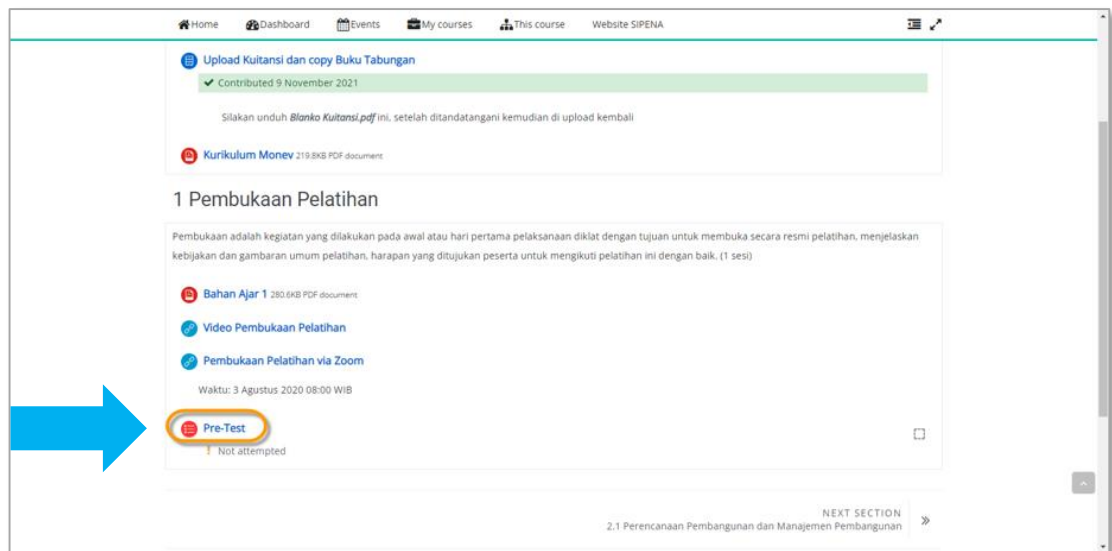 Home Dashboard Events My courses This course Website SIPENA
Upload Kuitansi dan copy Buku Tabungan
Contributed 9 November 2021
Silakan unduh Blanko Kuitansi.pdf ini, setelah ditandatangani kemudian di upload kembali
Kurikulum Monev 219.8KB PDF document
1 Pembukaan Pelatihan
Pembukaan adalah kegiatan yang dilakukan pada awal atau hari pertama pelaksanaan diklat dengan tujuan untuk membuka secara resmi pelatihan, menjelaskan
kebijakan dan gambaran umum pelatihan, harapan yang ditujukan peserta untuk mengikuti pelatihan ini dengan baik. (1 sesi)
Bahan Ajar 1 280.6KB PDF document
Video Pembukaan Pelatihan
Pembukaan Pelatihan via Zoom
Waktu: 3 Agustus 2020 08:00 WIB
Pre-Test
! Not attempted
NEXT SECTION
2.1 Perencanaan Pembangunan dan Manajemen Pembangunan